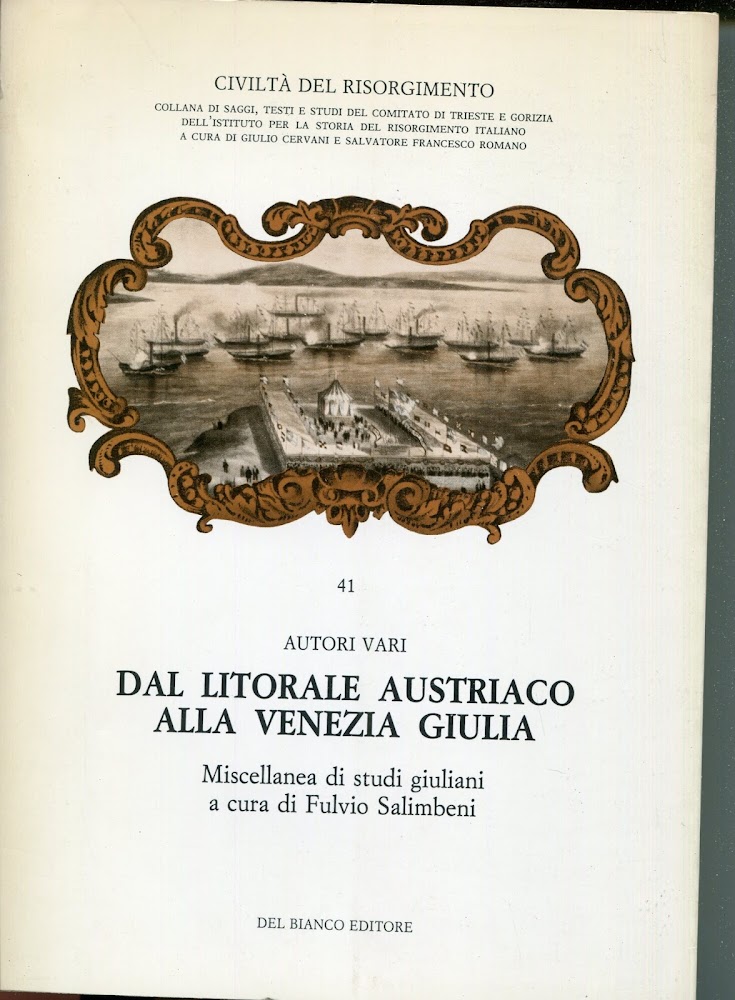 CIVILTÀ DEL RISORGIMENTO
COLLANA DI SAGGI, TESTI E STUDI DEL COMITATO DI TRIESTE E GORIZIA
DELL'ISTITUTO PER LA STORIA DEL RISORGIMENTO ITALIANO
A CURA DI GIULIO CERVANI E SALVATORE FRANCESCO ROMANO
41
AUTORI VARI
DAL LITORALE AUSTRIACO
ALLA VENEZIA GIULIA
Miscellanea di studi giuliani
a cura di Fulvio Salimbeni
DEL BIANCO EDITORE